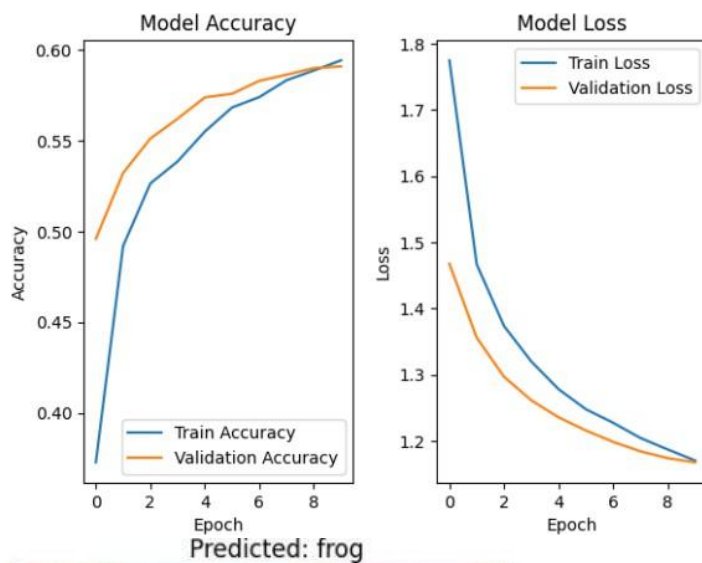 Model Accuracy
0.60
0.55
0.50
0.45
0.40
Accuracy
Train Accuracy
Validation Accuracy
0 2 4 6 8
Epoch
Model Loss
1.8
1.7
1.6
1.5
1.4
1.3
1.2
Loss
Train Loss
Validation Loss
0 2 4 6 8
Epoch
Predicted: frog